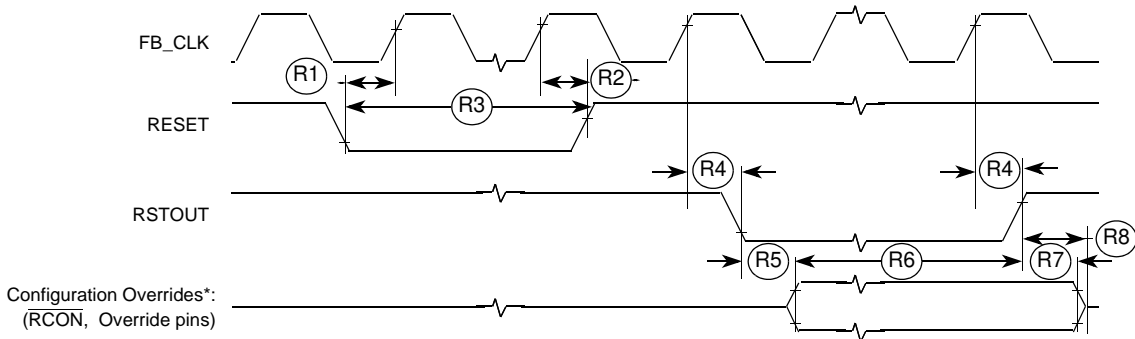 FB_CLK
R1
R2
R3
RESET
R4
R4
RSTOUT
R8
R5
R6
R7
Configuration Overrides*:
(RCON, Override pins)